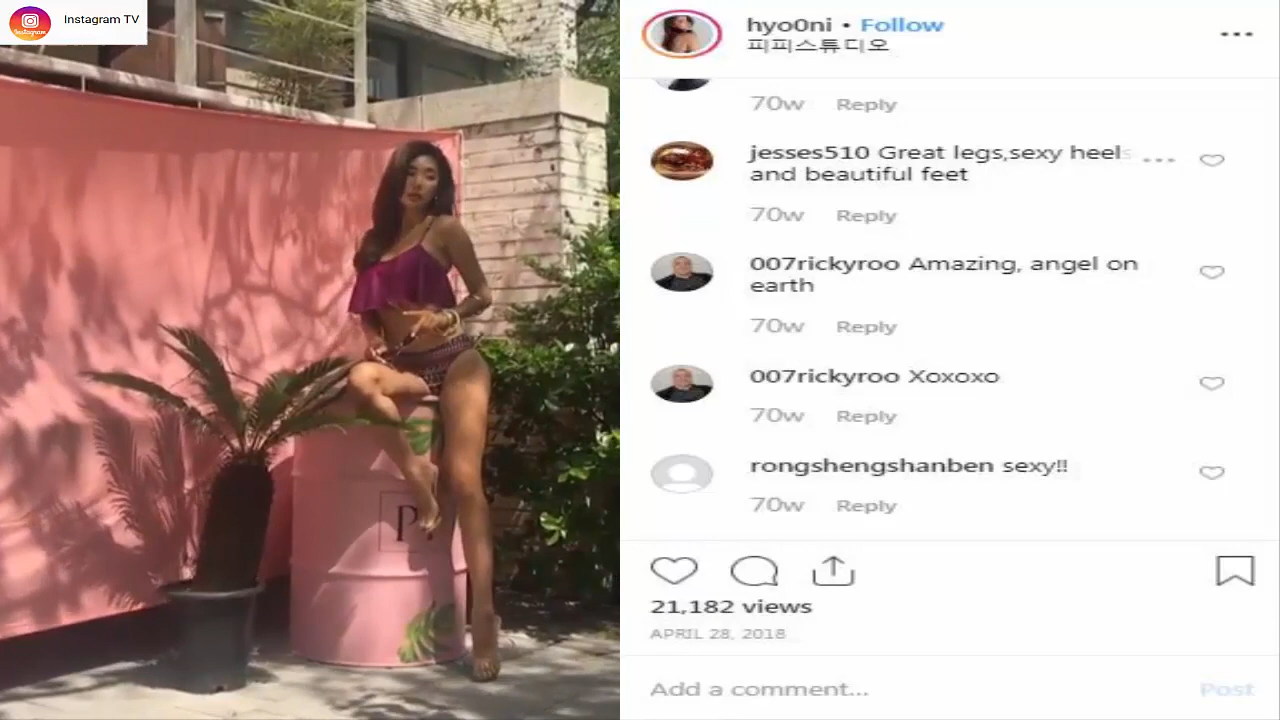 Instagram TV
Instagram
hyo0ni • Follow
피피스튜디오
70w Reply
jesses510 Great legs,sexy heels
and beautiful feet
70w Reply
007rickyroo Amazing, angel on
earth
70w Reply
007rickyroo Xoxoxo
70w Reply
rongshengshanben sexy!!
70w Reply
P
21,182 views
APRIL 28, 2018
Add a comment... Post